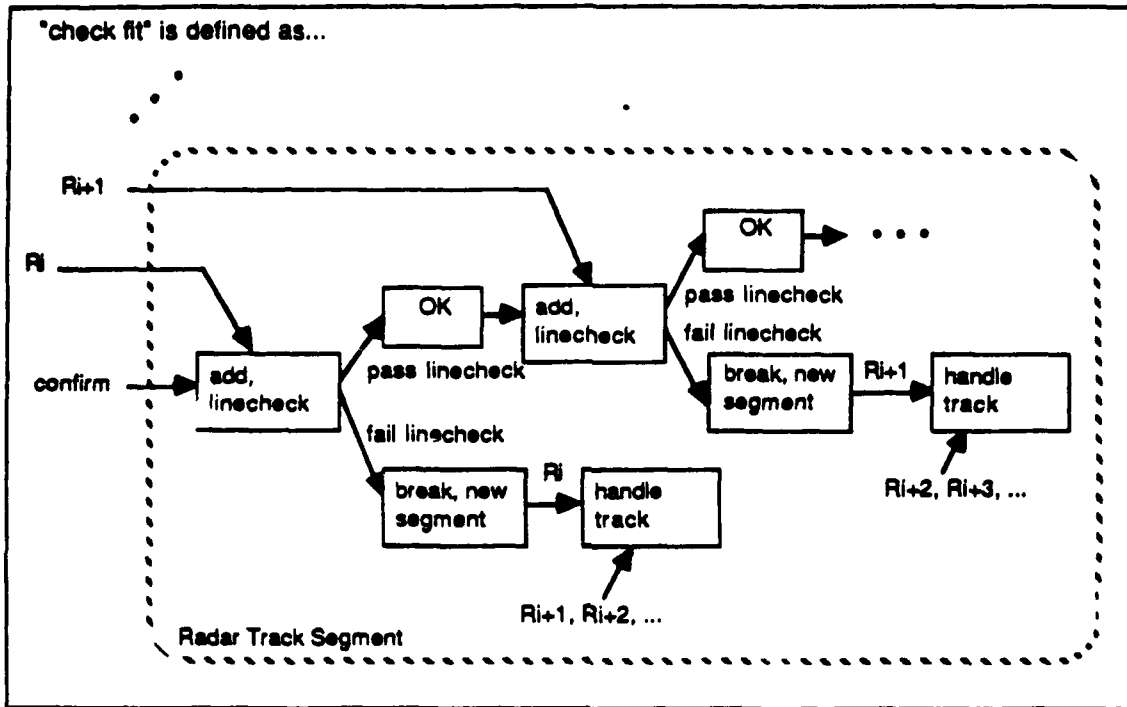 "check fit" is defined as...
Ri+1
OK
Ri
OK
add,
linecheck
pass linecheck
fail linecheck
confirm
add,
linecheck
pass linecheck
break, new
segment
Ri+1
handle
track
fail linecheck
Ri
break, new
segment
handle
track
Ri+2, Ri+3, ...
Ri+1, Ri+2, ...
Radar Track Segment